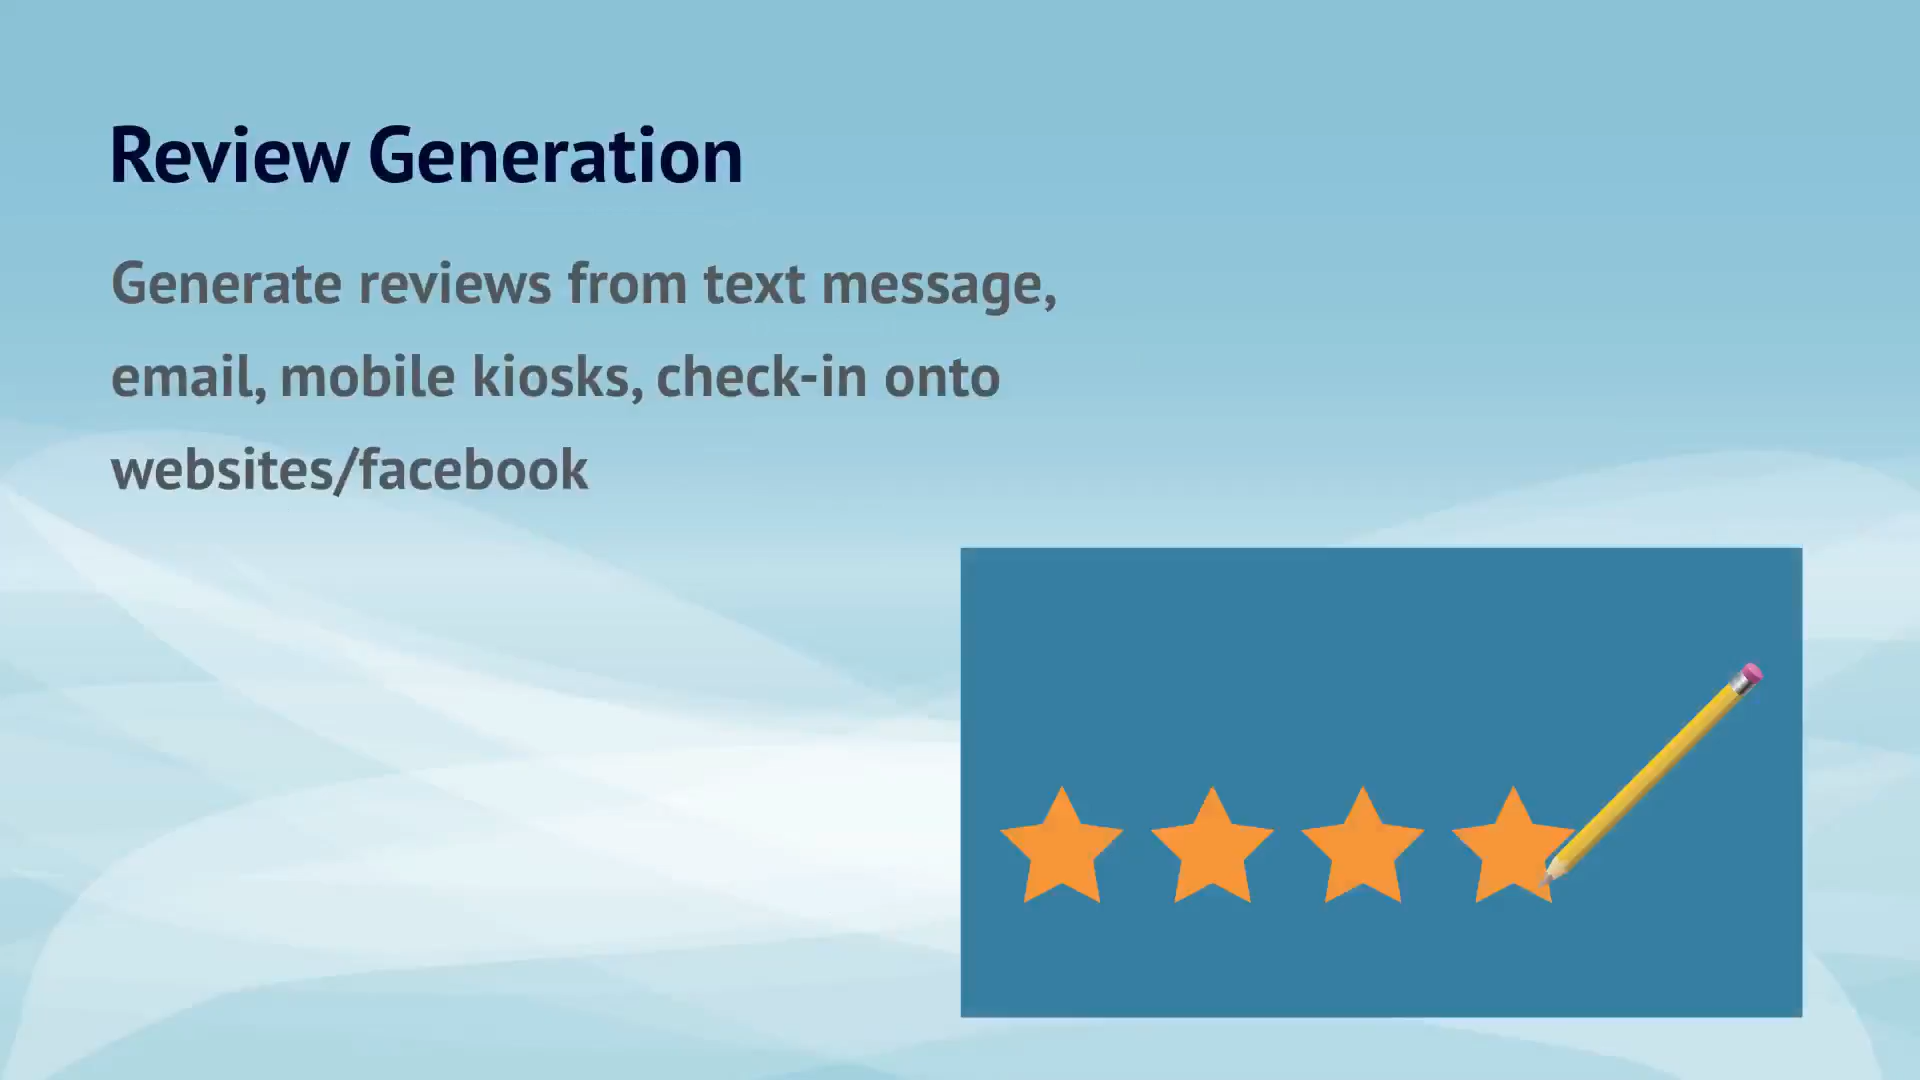 Review Generation
Generate reviews from text message,
email, mobile kiosks, check-in onto
websites/facebook